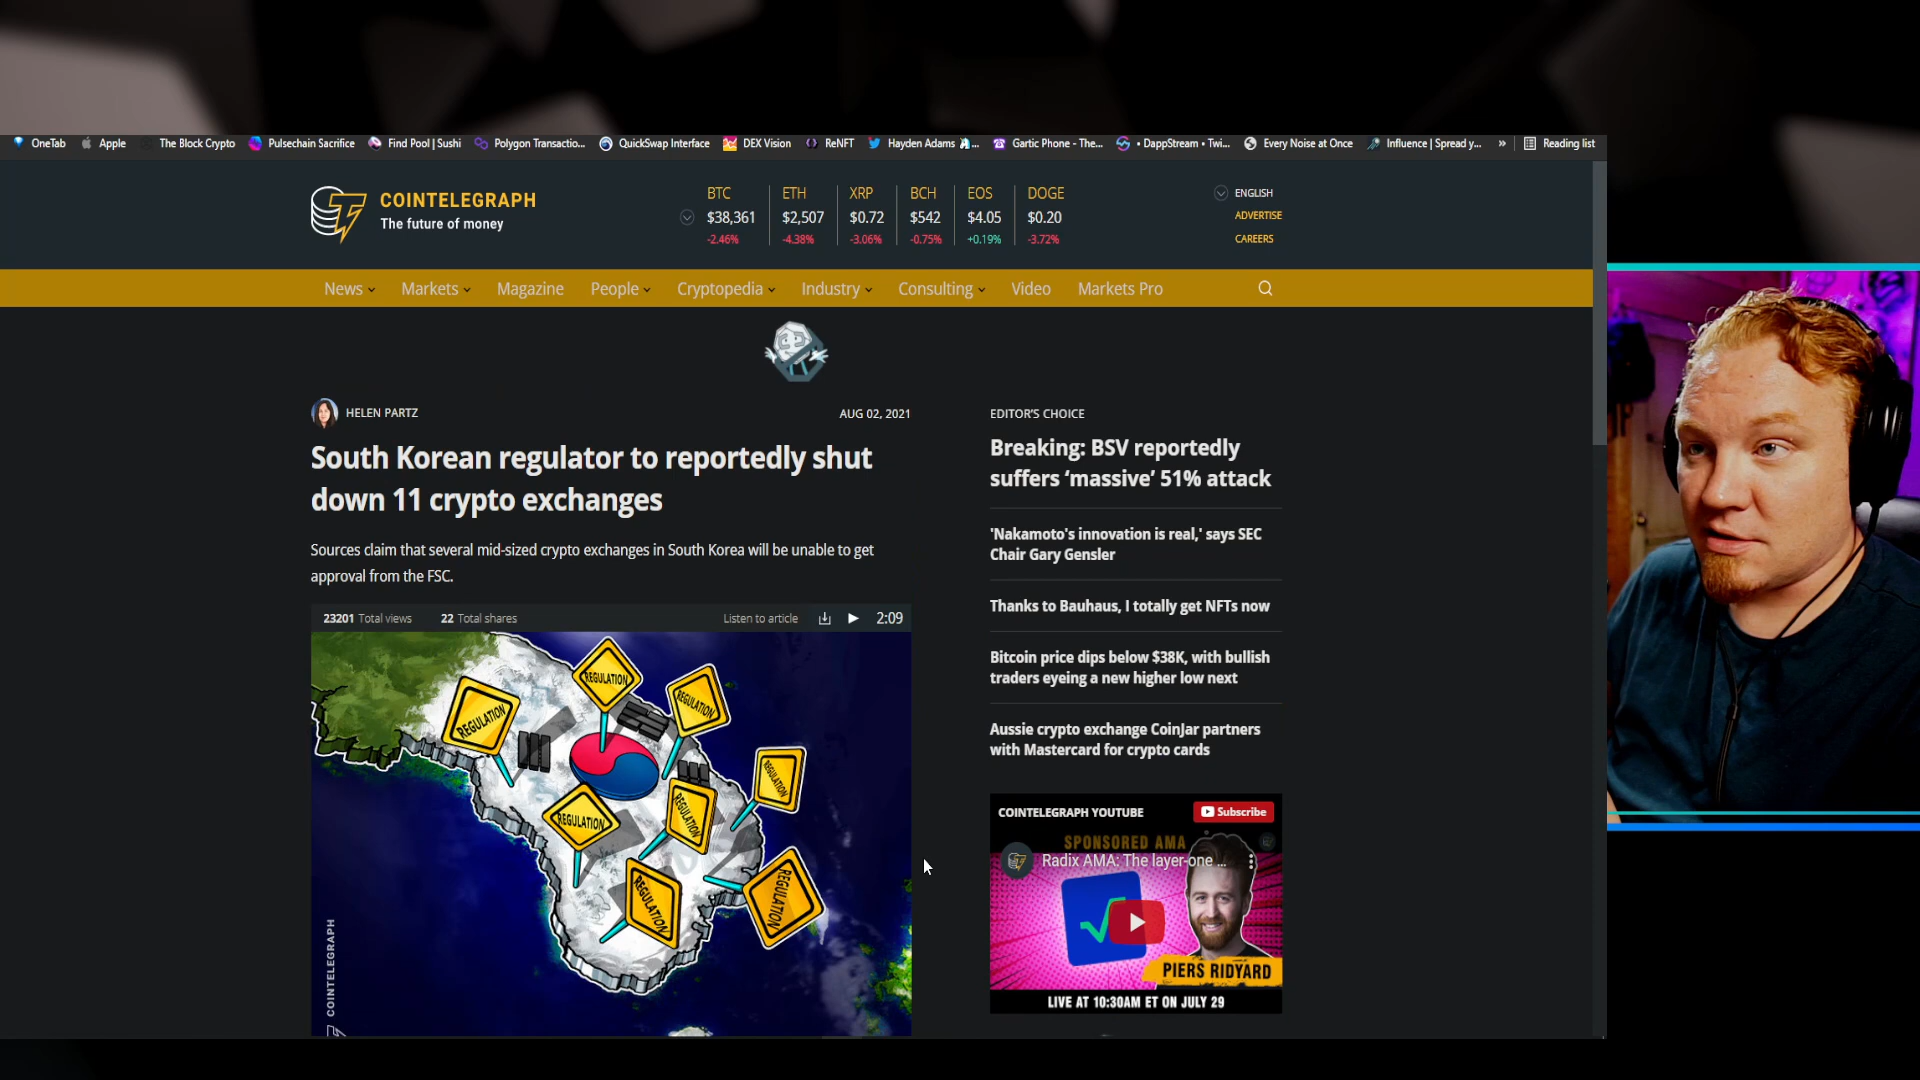 OneTab Apple The Block Crypto Pulsechain Sacrifice Find Pool | Sushi Polygon Transactio... QuickSwap Interface DEX Vision ReNFT Hayden Adams Gartic Phone - The... • DappStream • Twi... Every Noise at Once Influence | Spread y... » Reading list
COINTELEGRAPH
The future of money
BTC ETH XRP BCH EOS DOGE
$38,361 $2,507 $0.72 $542 $4.05 $0.20
-2.46% -4.38% -3.06% -0.75% +0.19% -3.72%
ENGLISH
ADVERTISE
CAREERS
News Markets Magazine People Cryptopedia Industry Consulting Video Markets Pro
HELEN PARTZ AUG 02, 2021
South Korean regulator to reportedly shut
down 11 crypto exchanges
Sources claim that several mid-sized crypto exchanges in South Korea will be unable to get
approval from the FSC.
23201 Total views 22 Total shares Listen to article 2:09
REGULATION
REGULATION
REGULATION
REGULATION
REGULATION
REGULATION
REGULATION
REGULATION
COINTELEGRAPH
EDITOR'S CHOICE
Breaking: BSV reportedly
suffers ‘massive’ 51% attack
'Nakamoto's innovation is real,' says SEC
Chair Gary Gensler
Thanks to Bauhaus, I totally get NFTs now
Bitcoin price dips below $38K, with bullish
traders eyeing a new higher low next
Aussie crypto exchange CoinJar partners
with Mastercard for crypto cards
COINTELEGRAPH YOUTUBE Subscribe
SPONSORED AMA
Radix AMA: The layer-one ...
PIERS RIDYARD
LIVE AT 10:30AM ET ON JULY 29